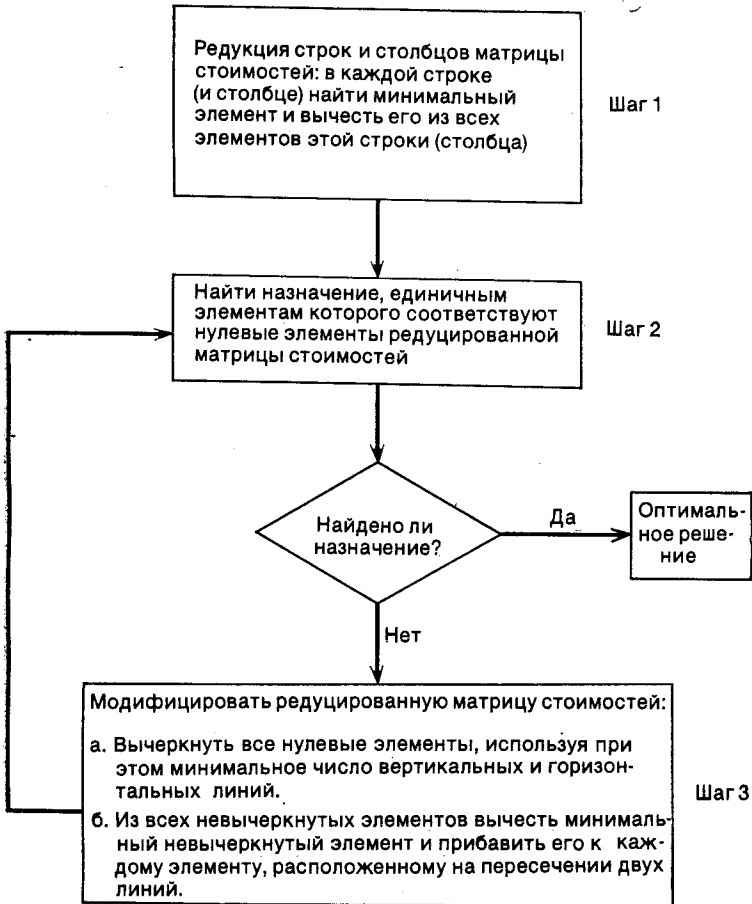 Редукция строк и столбцов матрицы
стоимостей: в каждой строке
(и столбце) найти минимальный
элемент и вычесть его из всех
элементов этой строки (столбца)
Шаг 1
Найти назначение, единичным
элементам которого соответствуют
нулевые элементы редуцированной
матрицы стоимостей
Шаг 2
Найдено ли
назначение?
Да
Оптималь-
ное реше-
ние
Нет
Модифицировать редуцированную матрицу стоимостей:
а. Вычеркнуть все нулевые элементы, используя при
этом минимальное число вертикальных и горизон-
тальных линий.
б. Из всех невычеркнутых элементов вычесть минималь-
ный невычеркнутый элемент и прибавить его к каж-
дому элементу, расположенному на пересечении двух
линий.
Шаг 3